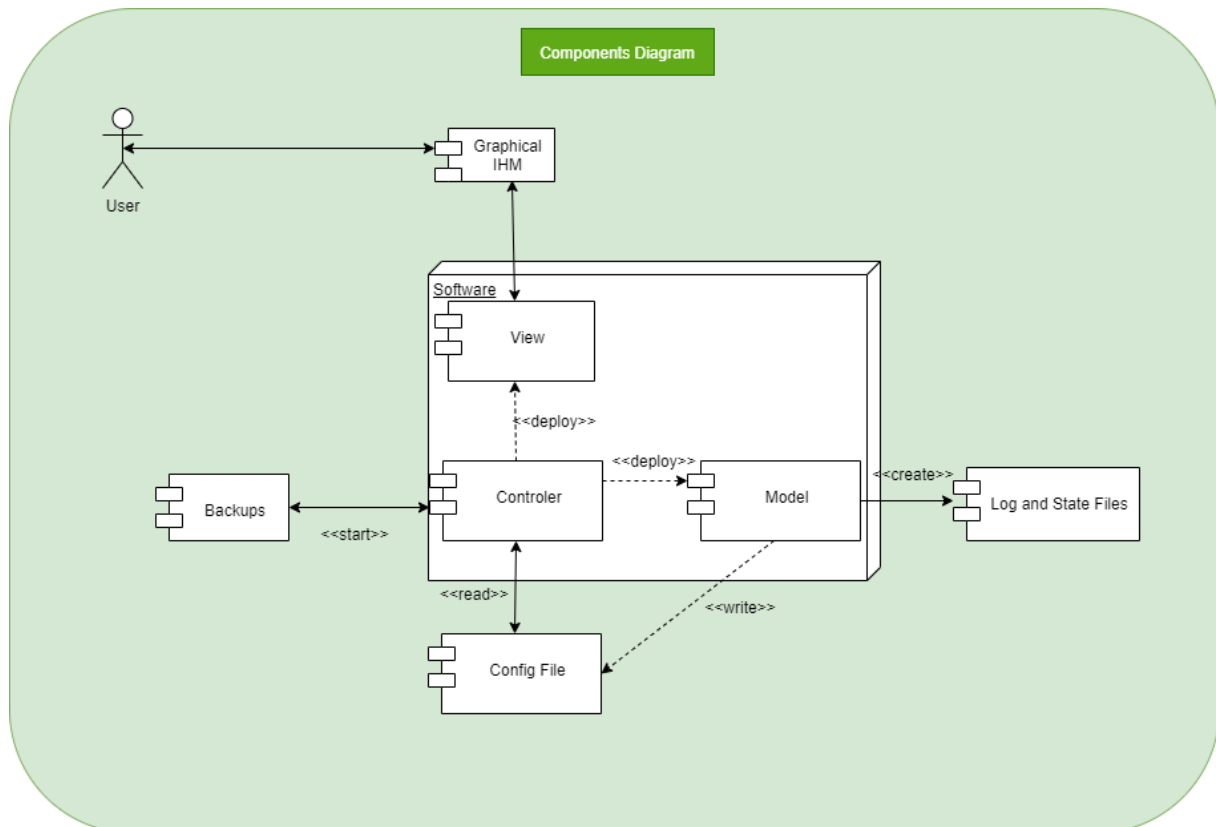 Components Diagram
Graphical
IHM
User
Software
View
<<deploy>>
<<deploy>>
<<create>>
Backups
Controler
Model
Log and State Files
<<start>>
<<read>>
<<write>>
Config File